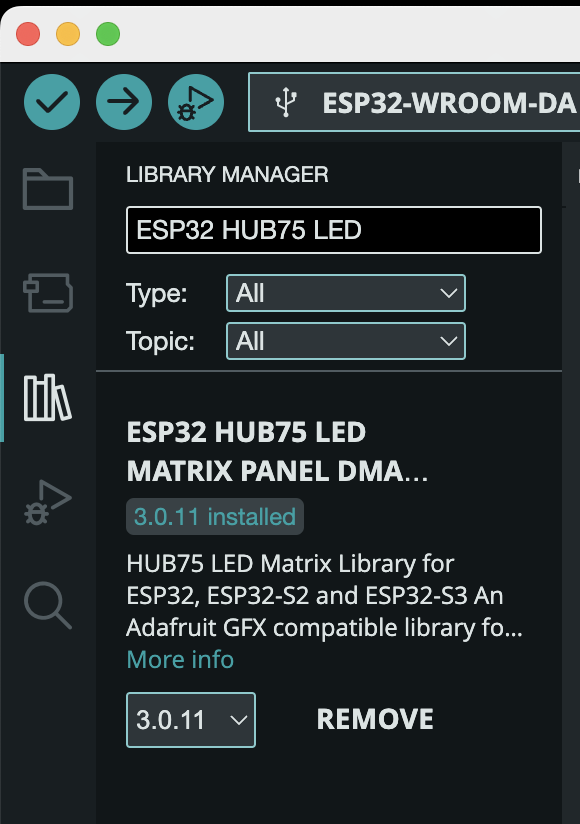 ESP32-WROOM-DA
LIBRARY MANAGER
ESP32 HUB75 LED
Type: All
Topic: All
ESP32 HUB75 LED
MATRIX PANEL DMA...
3.0.11 installed
HUB75 LED Matrix Library for
ESP32, ESP32-S2 and ESP32-S3 An
Adafruit GFX compatible library fo...
More info
3.0.11 REMOVE